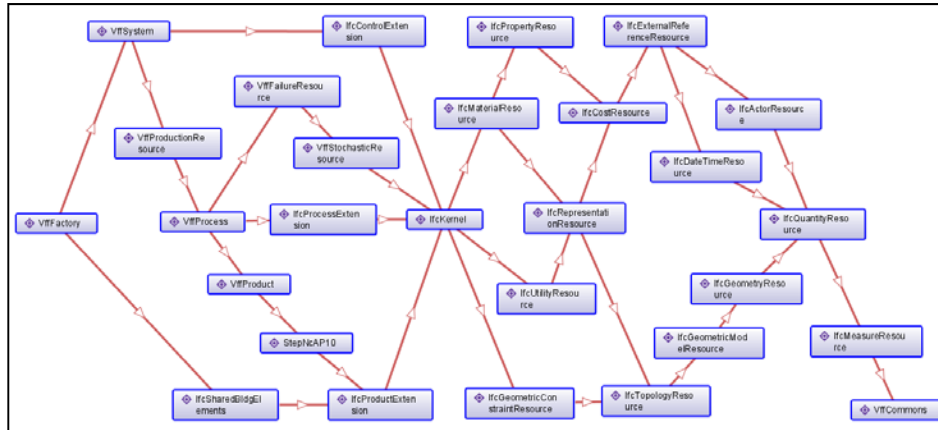 VffSystem
IfcControlExten
sion
IfcPropertyReso
urce
IfcExternalRefe
renceResource
VffFailureResou
rce
IfcMaterialReso
urce
IfcCostResource
IfcActorResourc
e
VffProductionRe
source
VffStochasticRe
source
IfcDateTimeReso
urce
VffFactory
VffProcess
IfcProcessExten
sion
IfcKernel
IfcRepresentati
onResource
IfcQuantityReso
urce
VffProduct
IfcUtilityResou
rce
IfcGeometryReso
urce
StepNcAP10
IfcGeometricMod
elResource
IfcMeasureResou
rce
IfcSharedBldgEl
ements
IfcProductExten
sion
IfcGeometricCon
straintResource
IfcTopologyReso
urce
VffCommons